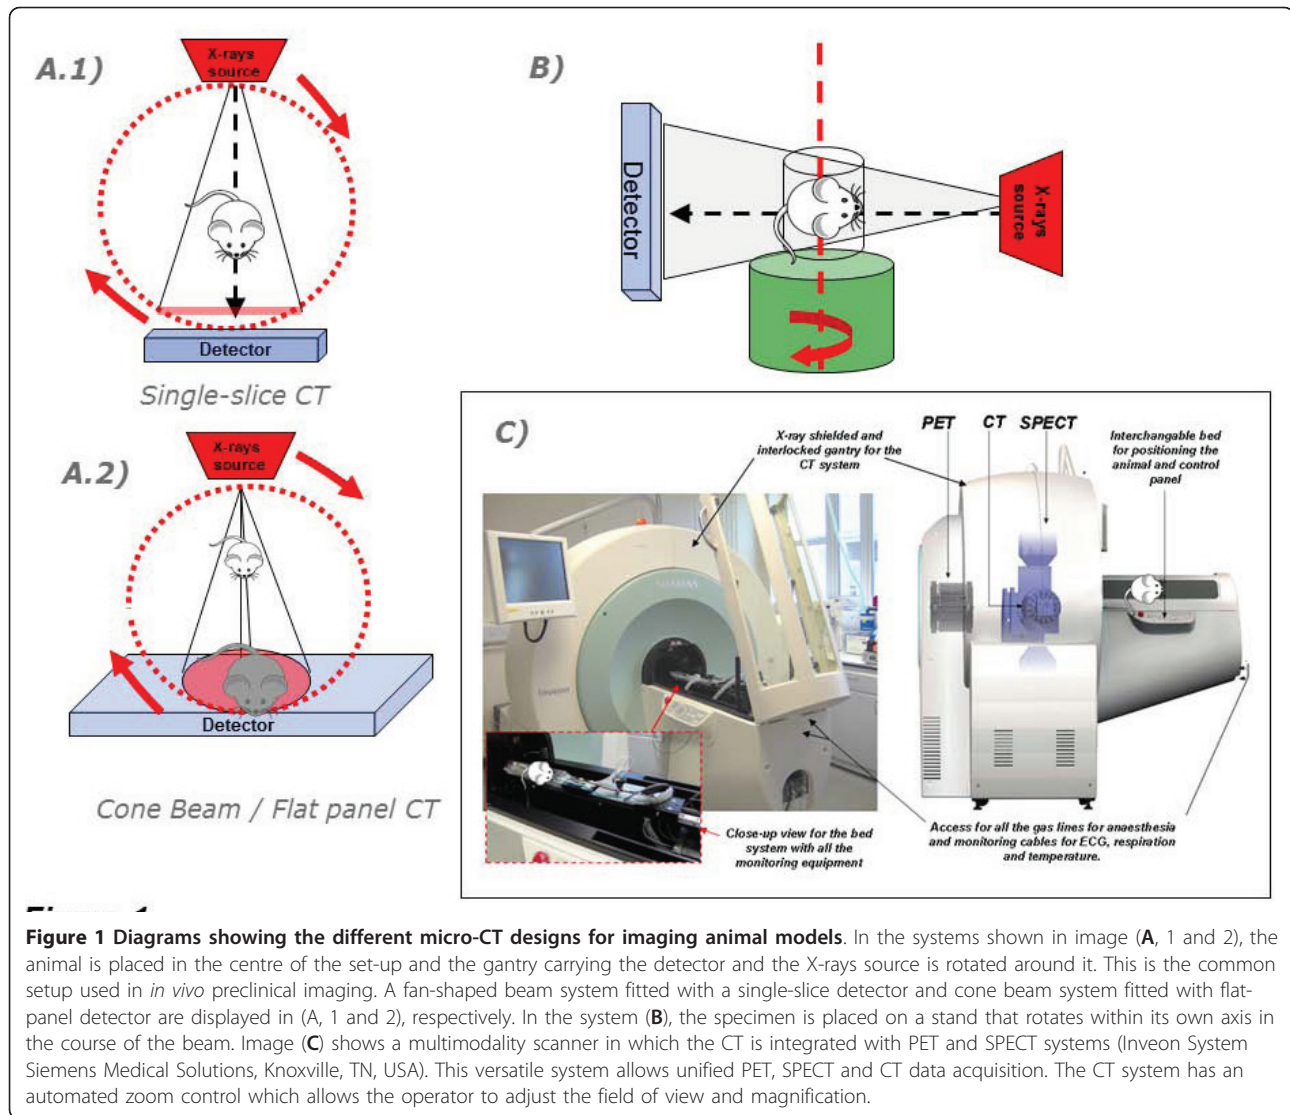 A.1)
X-rays
source
Detector
Single-slice CT
A.2)
X-rays
source
Detector
Cone Beam / Flat panel CT
B)
Detector
X-rays
source
C)
X-ray shielded and
interlocked gantry for the
CT system
PET CT SPECT
Interchangable bed
for positioning the
animal and control
panel
SIEMENS
Close-up view for the bed
system with all the
monitoring equipment
Access for all the gas lines for anaesthesia
and monitoring cables for ECG, respiration
and temperature.
Figure 1 Diagrams showing the different micro-CT designs for imaging animal models. In the systems shown in image (A, 1 and 2), the
animal is placed in the centre of the set-up and the gantry carrying the detector and the X-rays source is rotated around it. This is the common
setup used in in vivo preclinical imaging. A fan-shaped beam system fitted with a single-slice detector and cone beam system fitted with flat-
panel detector are displayed in (A, 1 and 2), respectively. In the system (B), the specimen is placed on a stand that rotates within its own axis in
the course of the beam. Image (C) shows a multimodality scanner in which the CT is integrated with PET and SPECT systems (Inveon System
Siemens Medical Solutions, Knoxville, TN, USA). This versatile system allows unified PET, SPECT and CT data acquisition. The CT system has an
automated zoom control which allows the operator to adjust the field of view and magnification.